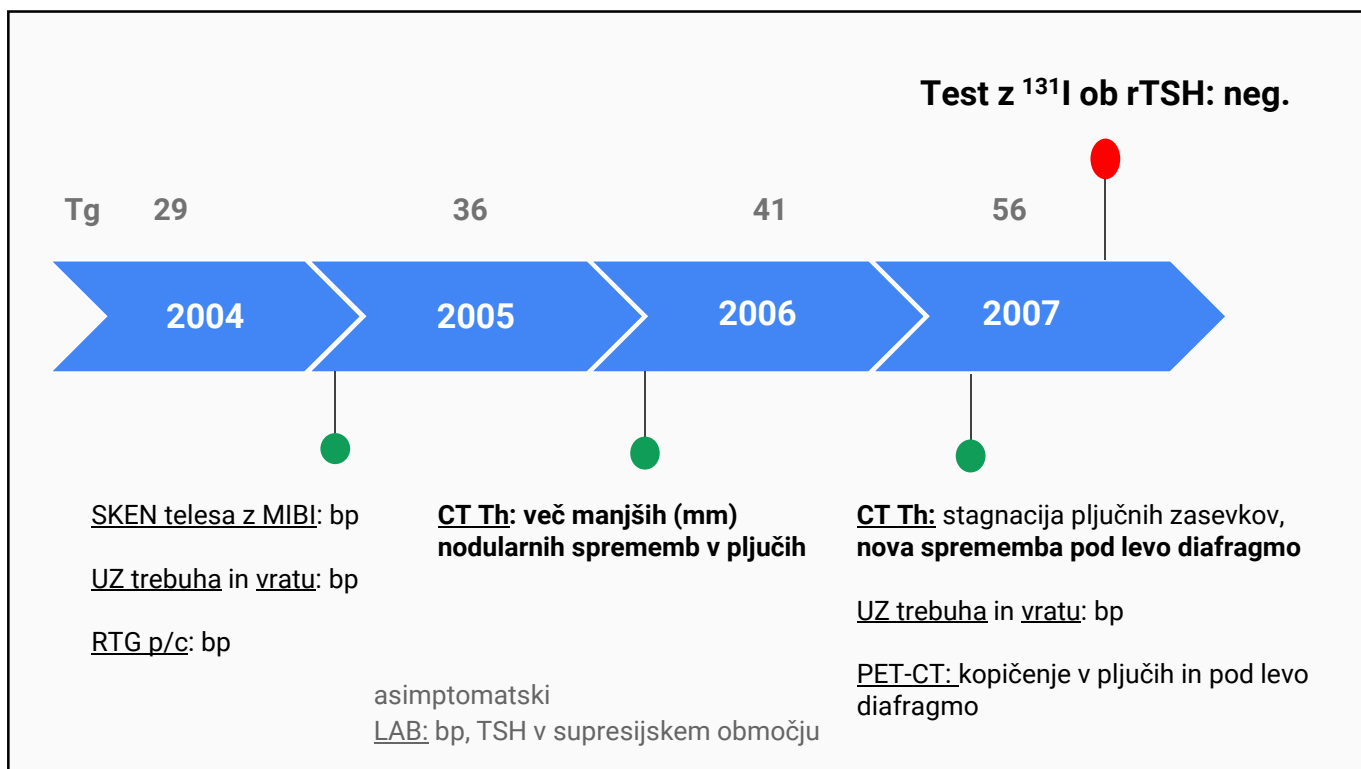 Test z ¹³¹I ob rTSH: neg.
Tg 29 36 41 56
2004 2005 2006 2007
SKEN telesa z MIBI: bp
UZ trebuha in vratu: bp
RTG p/c: bp
CT Th: več manjših (mm)
nodularnih sprememb v pljučih
asimptomatski
LAB: bp, TSH v supresijskem območju
CT Th: stagnacija pljučnih zasevkov,
nova sprememba pod levo diafragmo
UZ trebuha in vratu: bp
PET-CT: kopičenje v pljučih in pod levo
diafragmo